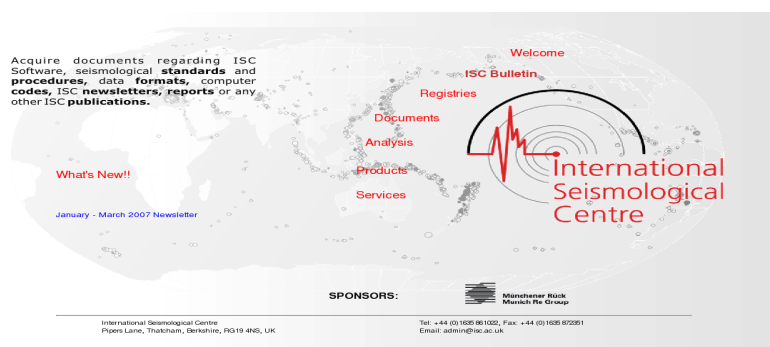 Acquire documents regarding ISC
Software, seismological standards and
procedures, data formats, computer
codes, ISC newsletters, reports or any
other ISC publications.
What's New!!
January - March 2007 Newsletter
Welcome
ISC Bulletin
Registries
Documents
Analysis
Products
Services
International
Seismological
Centre
SPONSORS:
Münchener Rück
Munich Re Group
International Seismological Centre
Pipers Lane, Thatcham, Berkshire, RG19 4NS, UK
Tel: +44 (0)1635 861022, Fax: +44 (0)1635 872351
Email: admin@isc.ac.uk